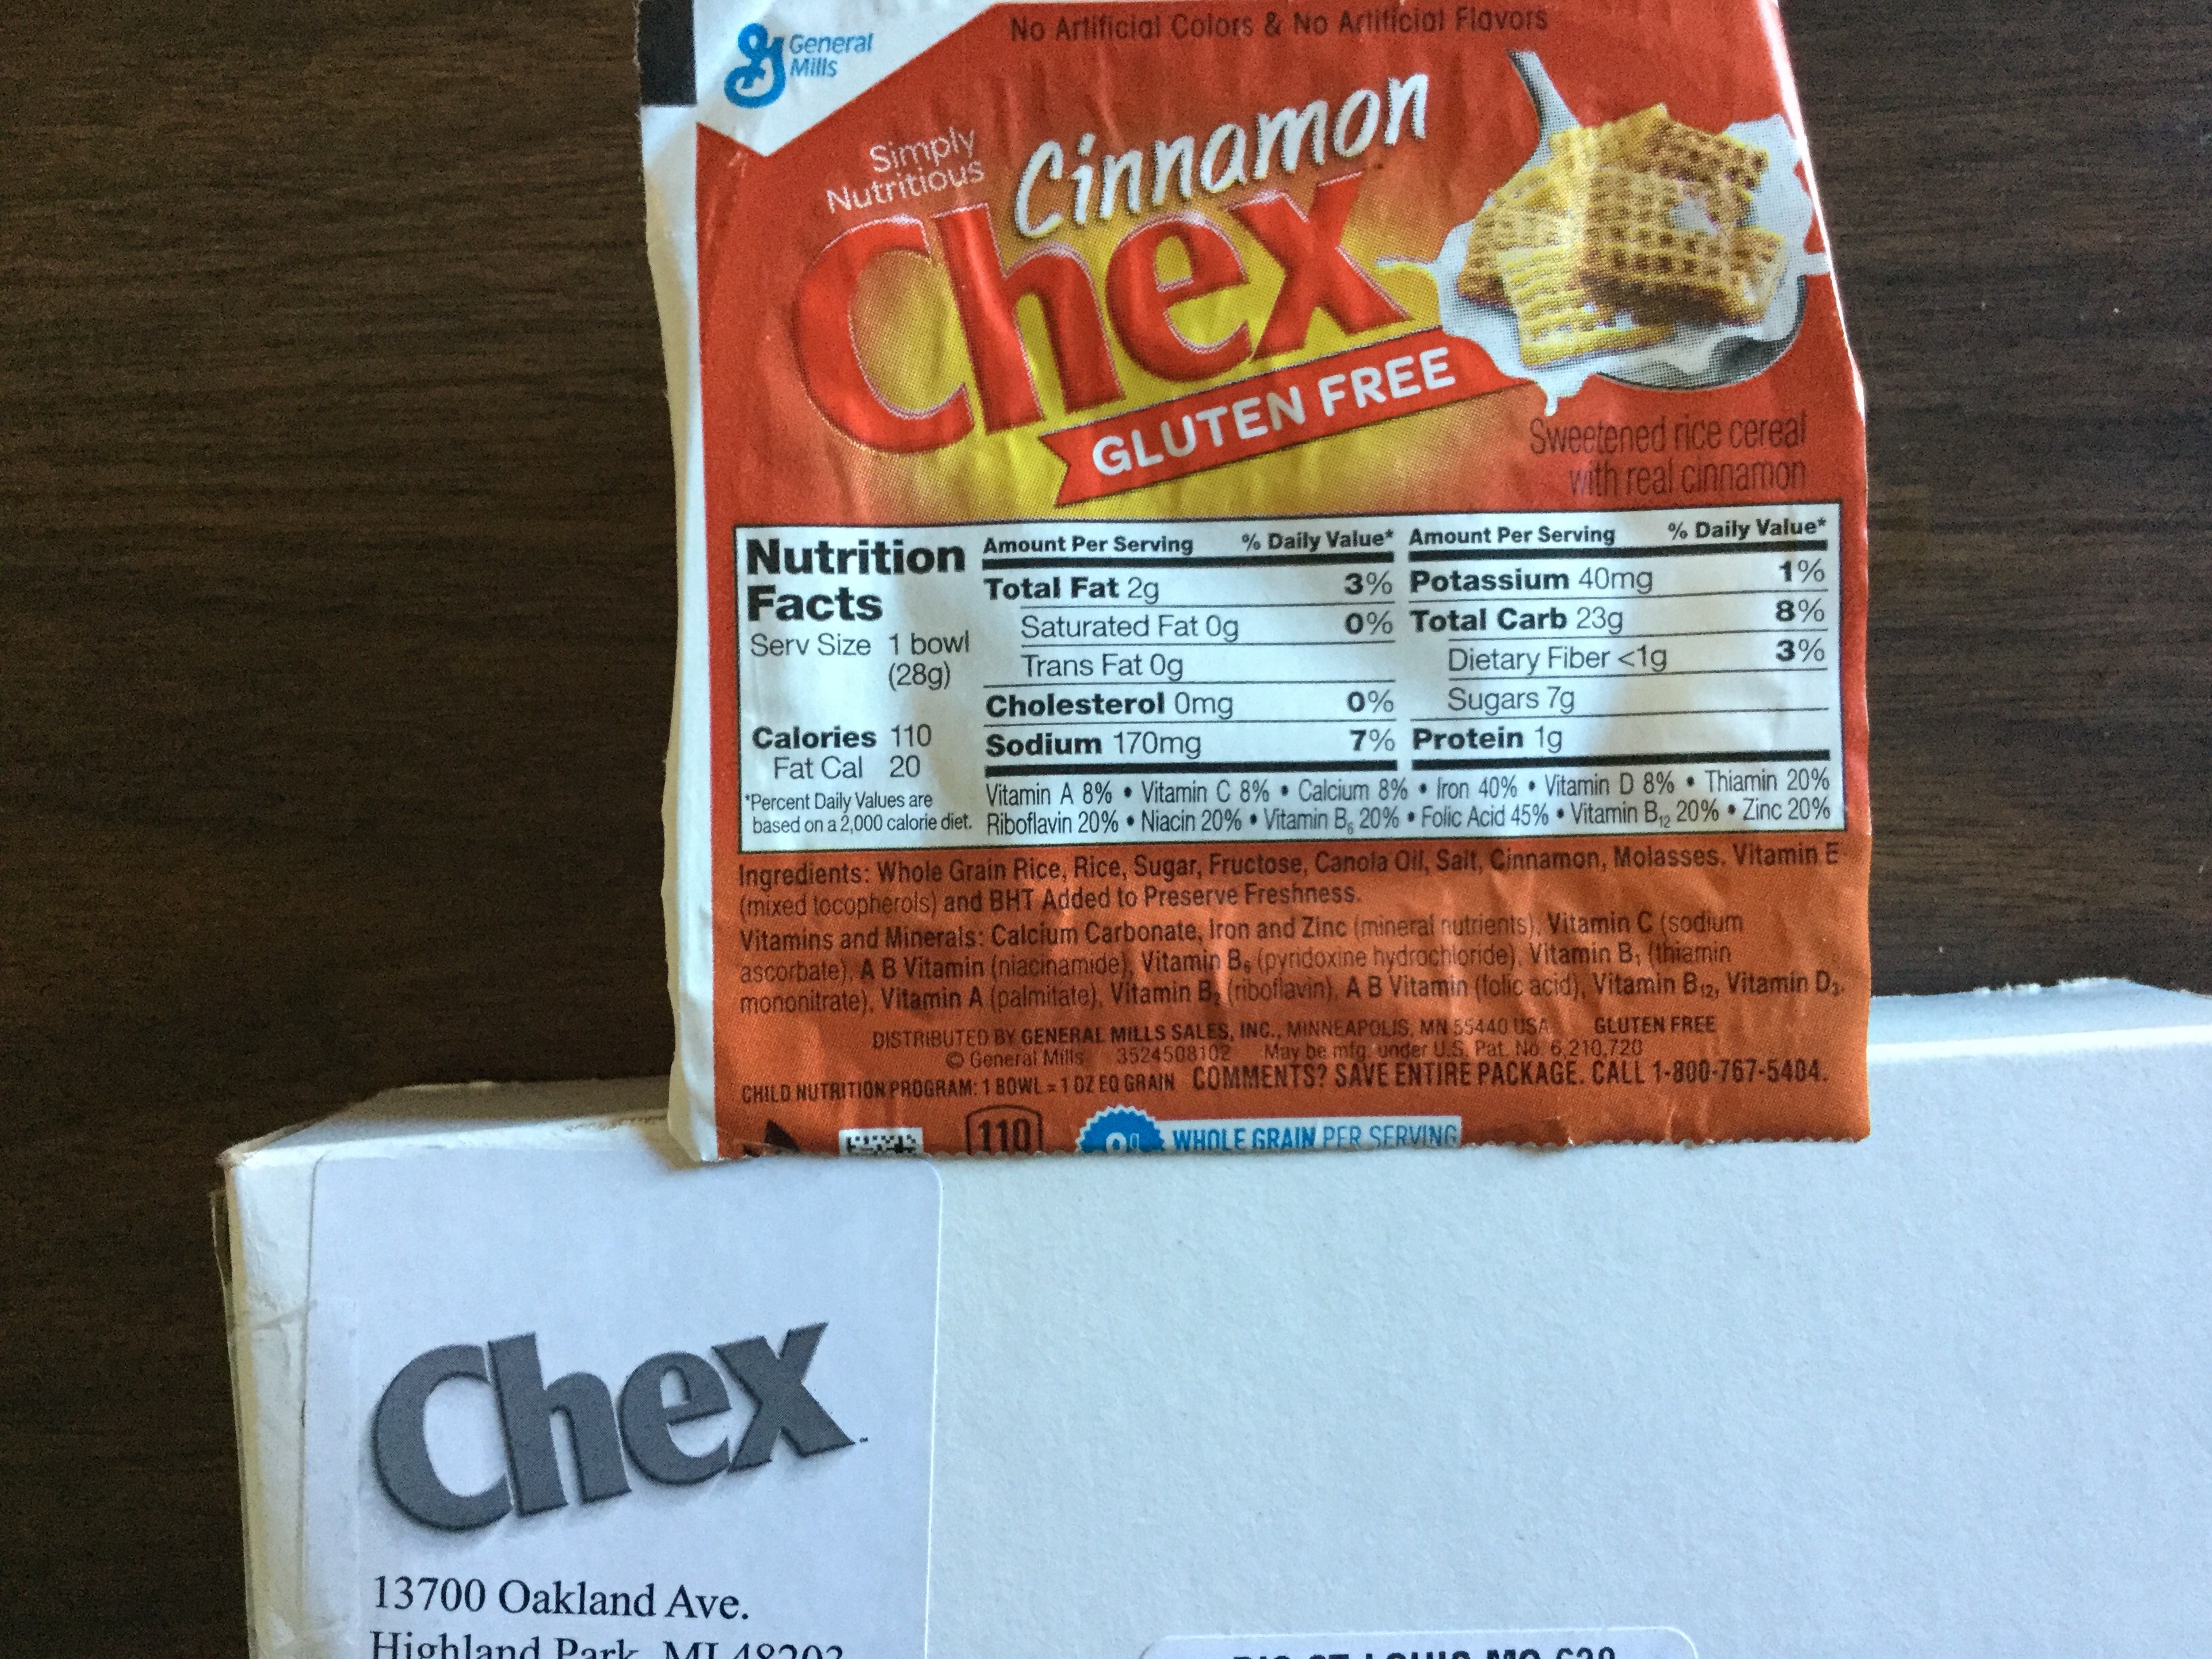 General
Mills
No Artificial Colors & No Artificial Flavors
Simply
Nutritious
Cinnamon
Chex
GLUTEN FREE
Sweetened rice cereal
with real cinnamon
Nutrition
Facts
Serv Size 1 bowl
(28g)
Calories 110
Fat Cal 20
*Percent Daily Values are
based on a 2,000 calorie diet.
Amount Per Serving % Daily Value*
Total Fat 2g 3%
Saturated Fat 0g 0%
Trans Fat 0g
Cholesterol 0mg 0%
Sodium 170mg 7%
Amount Per Serving % Daily Value*
Potassium 40mg 1%
Total Carb 23g 8%
Dietary Fiber <1g 3%
Sugars 7g
Protein 1g
Vitamin A 8% • Vitamin C 8% • Calcium 8% • Iron 40% • Vitamin D 8% • Thiamin 20%
Riboflavin 20% • Niacin 20% • Vitamin B6 20% • Folic Acid 45% • Vitamin B12 20% • Zinc 20%
Ingredients: Whole Grain Rice, Rice, Sugar, Fructose, Canola Oil, Salt, Cinnamon, Molasses. Vitamin E
(mixed tocopherols) and BHT Added to Preserve Freshness.
Vitamins and Minerals: Calcium Carbonate, Iron and Zinc (mineral nutrients), Vitamin C (sodium
ascorbate), A B Vitamin (niacinamide), Vitamin B6 (pyridoxine hydrochloride), Vitamin B1 (thiamin
mononitrate), Vitamin A (palmitate), Vitamin B2 (riboflavin), A B Vitamin (folic acid), Vitamin B12, Vitamin D3.
DISTRIBUTED BY GENERAL MILLS SALES, INC., MINNEAPOLIS, MN 55440 USA GLUTEN FREE
© General Mills 3524508102 May be mfg. under U.S. Pat. No. 6,210,720
CHILD NUTRITION PROGRAM: 1 BOWL = 1 OZ EQ GRAIN COMMENTS? SAVE ENTIRE PACKAGE. CALL 1-800-767-5404.
110
WHOLE GRAIN PER SERVING
Chex
13700 Oakland Ave.
Highland Park, MI 48203